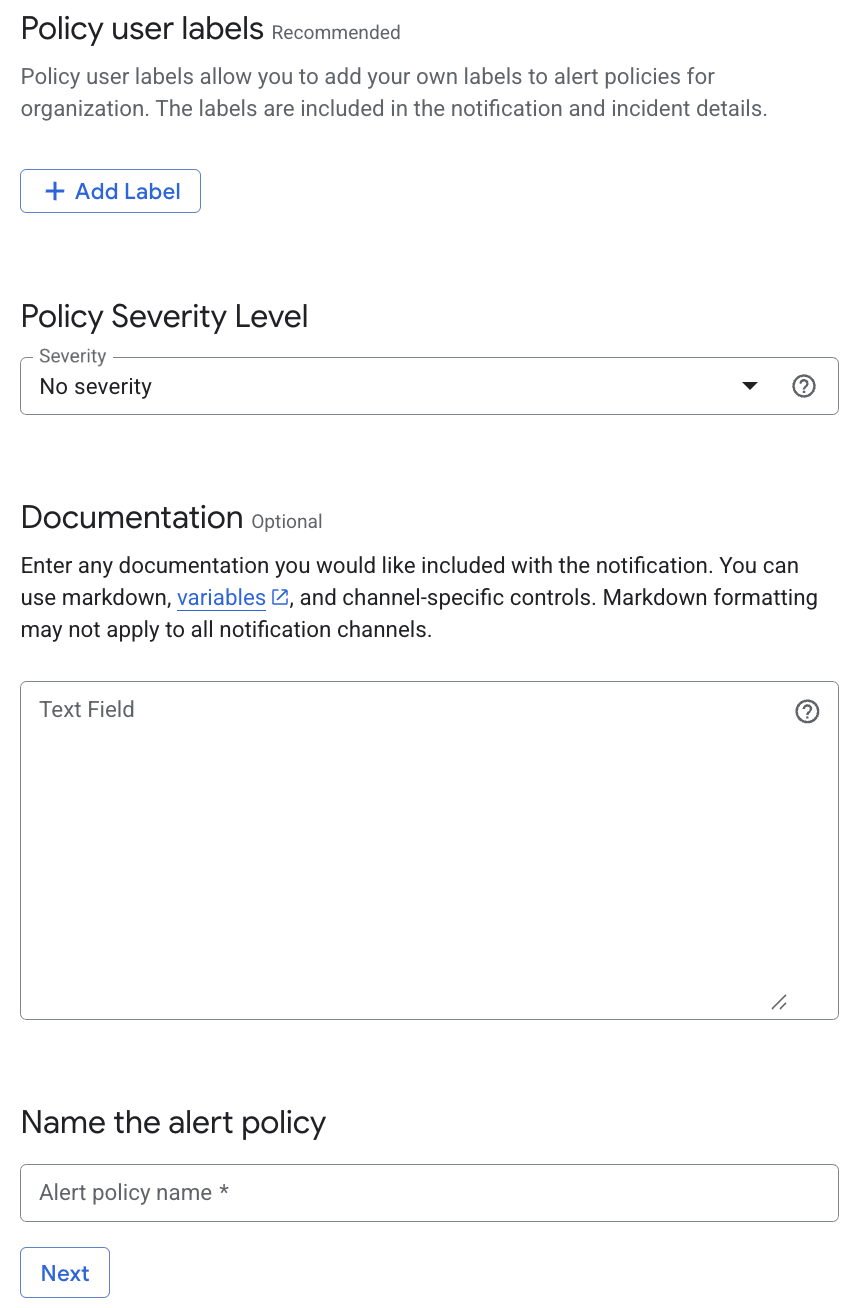 Policy user labels Recommended
Policy user labels allow you to add your own labels to alert policies for
organization. The labels are included in the notification and incident details.
Add Label
Policy Severity Level
Severity
No severity
Documentation Optional
Enter any documentation you would like included with the notification. You can
use markdown, variables, and channel-specific controls. Markdown formatting
may not apply to all notification channels.
Text Field
Name the alert policy
Alert policy name *
Next